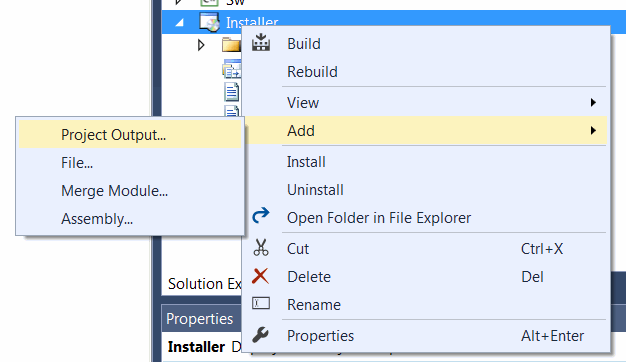 Sw
Installer
Build
Rebuild
View
Add
Project Output...
File...
Merge Module...
Assembly...
Install
Uninstall
Open Folder in File Explorer
Cut Ctrl+X
Delete Del
Rename
Properties Alt+Enter
Solution Ex
Properties
Installer